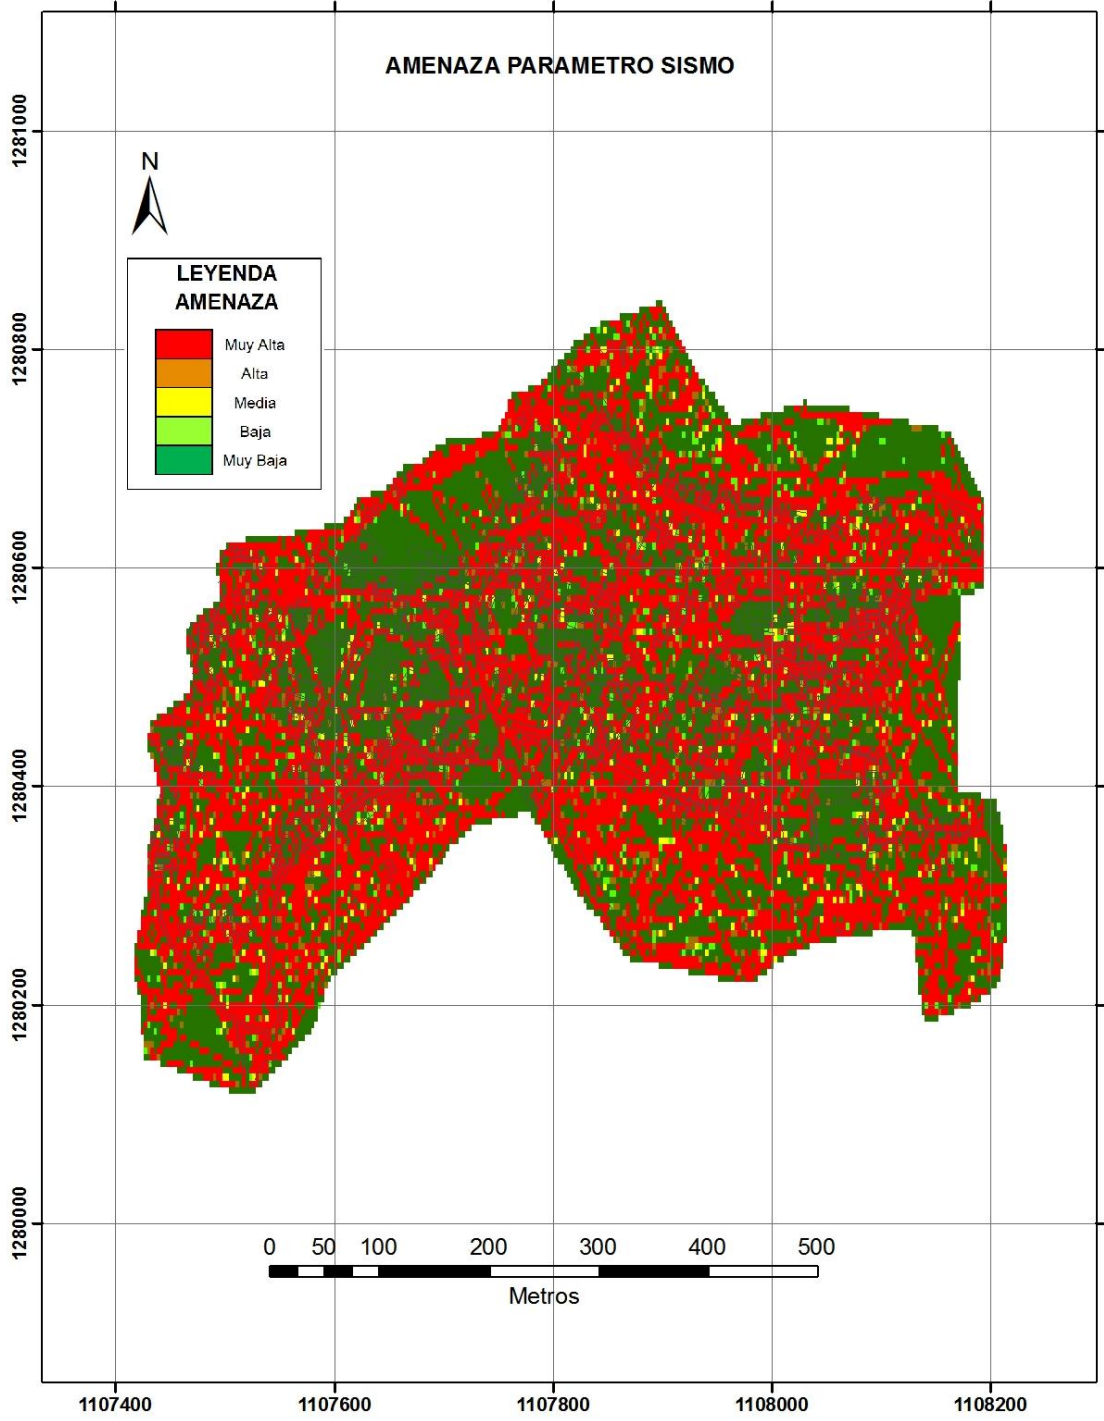 AMENAZA PARAMETRO SISMO
N
LEYENDA
AMENAZA
Muy Alta
Alta
Media
Baja
Muy Baja
1281000
1280800
1280600
1280400
1280200
1280000
0 50 100 200 300 400 500
Metros
1107400 1107600 1107800 1108000 1108200